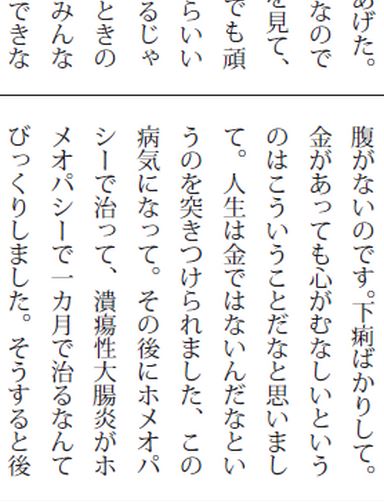 あげた。
なので
を見て、
でも頑
らいい
るじゃ
ときの
みんな
できな
腹がないのです。下痢ばかりして。
金があっても心がむなしいという
のはこういうことだなと思いまし
て。人生は金ではないんだなとい
うのを突きつけられました、この
病気になって。その後にホメオパ
シーで治って、潰瘍性大腸炎がホ
メオパシーで一カ月で治るなんて
びっくりしました。そうすると後